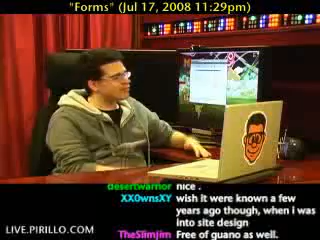 "Forms" (Jul 17, 2008 11:29pm)
desertwarrior nice .
XX0wnsXY wish it were known a few
years ago though, when i was
into site design
TheSlimJim Free of guano as well.
LIVE.PIRILLO.COM